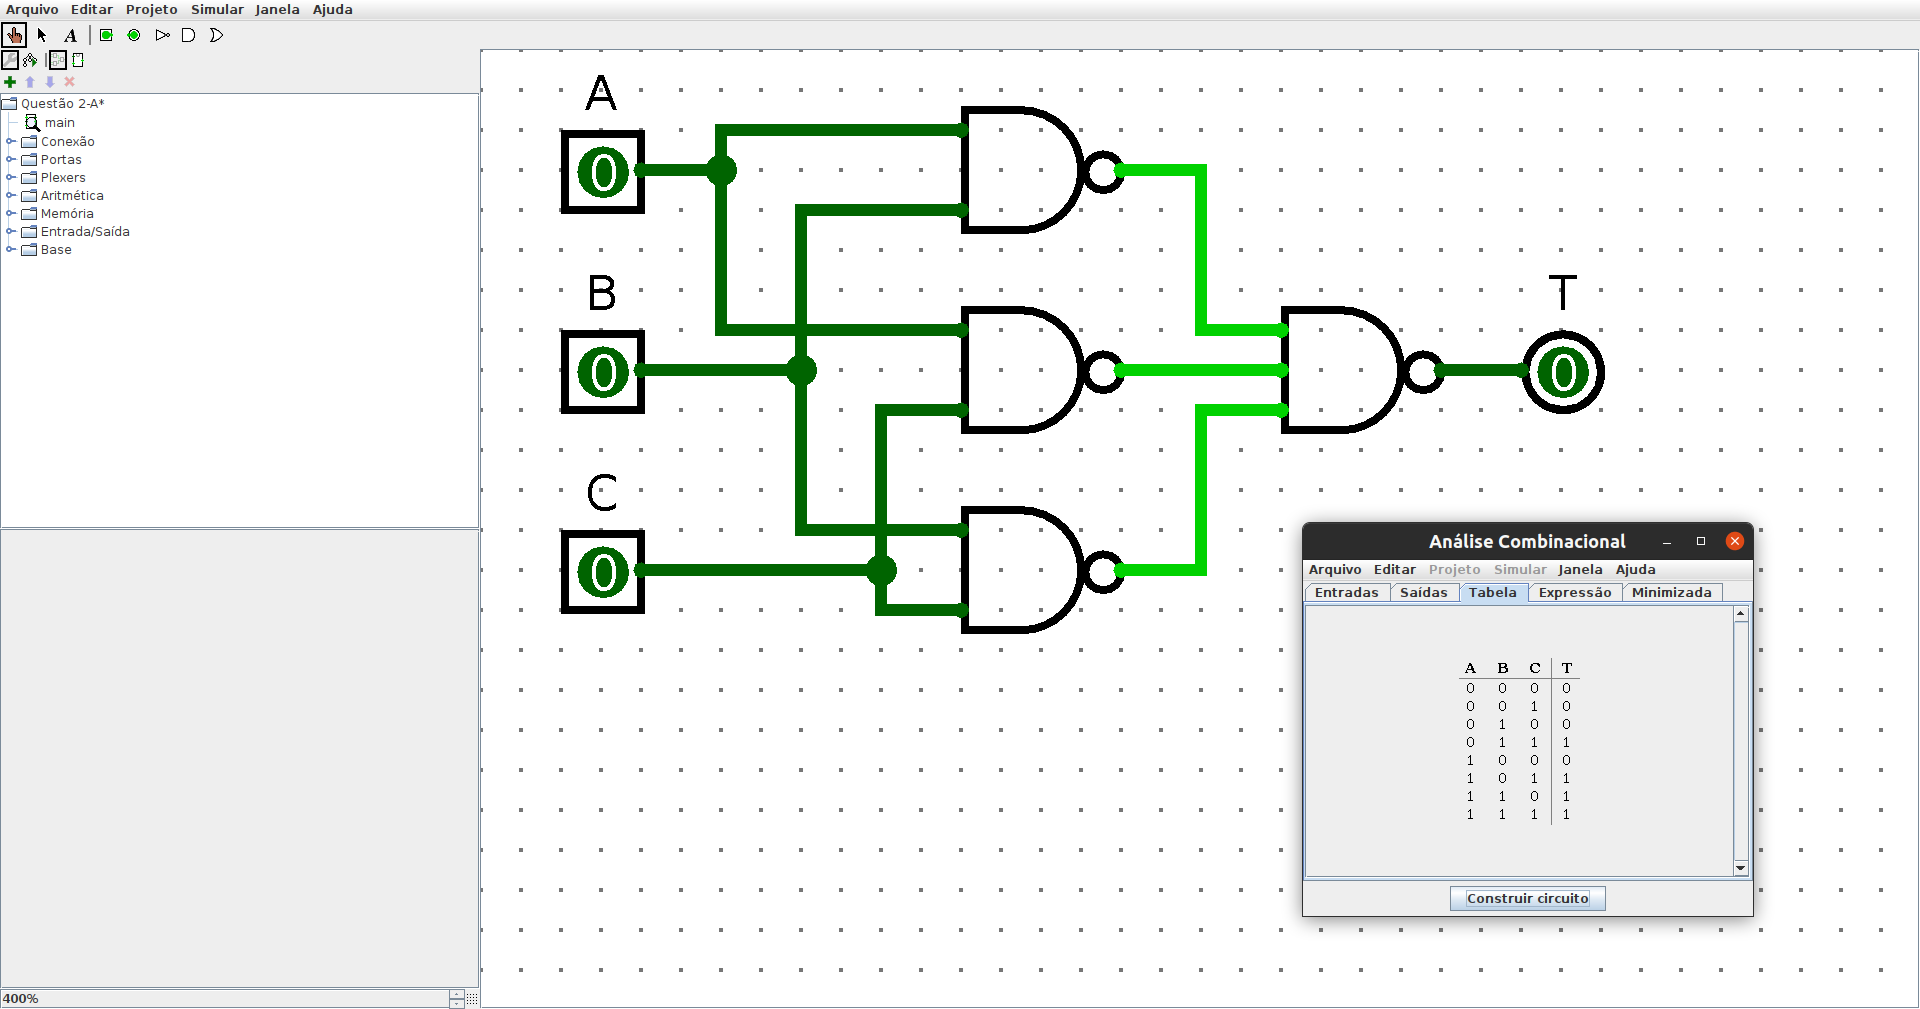 Arquivo Editar Projeto Simular Janela Ajuda
A
Questão 2-A*
main
Conexão
Portas
Plexers
Aritmética
Memória
Entrada/Saída
Base
A
0
B
0
C
0
T
0
Análise Combinacional
Arquivo Editar Projeto Simular Janela Ajuda
Entradas Saídas Tabela Expressão Minimizada
A B C T
0 0 0 0
0 0 1 0
0 1 0 0
0 1 1 1
1 0 0 0
1 0 1 1
1 1 0 1
1 1 1 1
Construir circuito
400%